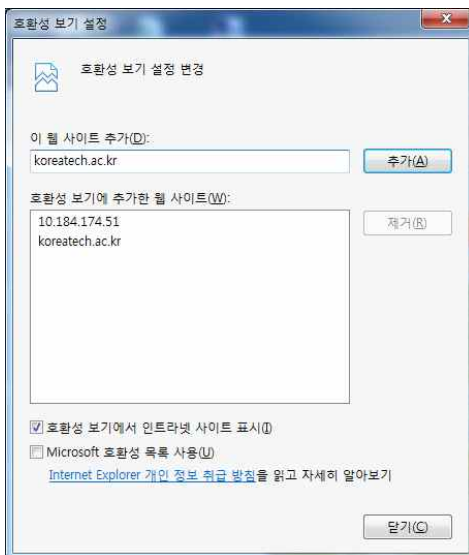 호환성 보기 설정
호환성 보기 설정 변경
이 웹 사이트 추가(D):
koreatech.ac.kr
추가(A)
호환성 보기에 추가한 웹 사이트(W):
10.184.174.51
koreatech.ac.kr
제거(R)
호환성 보기에서 인트라넷 사이트 표시(I)
Microsoft 호환성 목록 사용(U)
Internet Explorer 개인 정보 취급 방침을 읽고 자세히 알아보기
닫기(C)